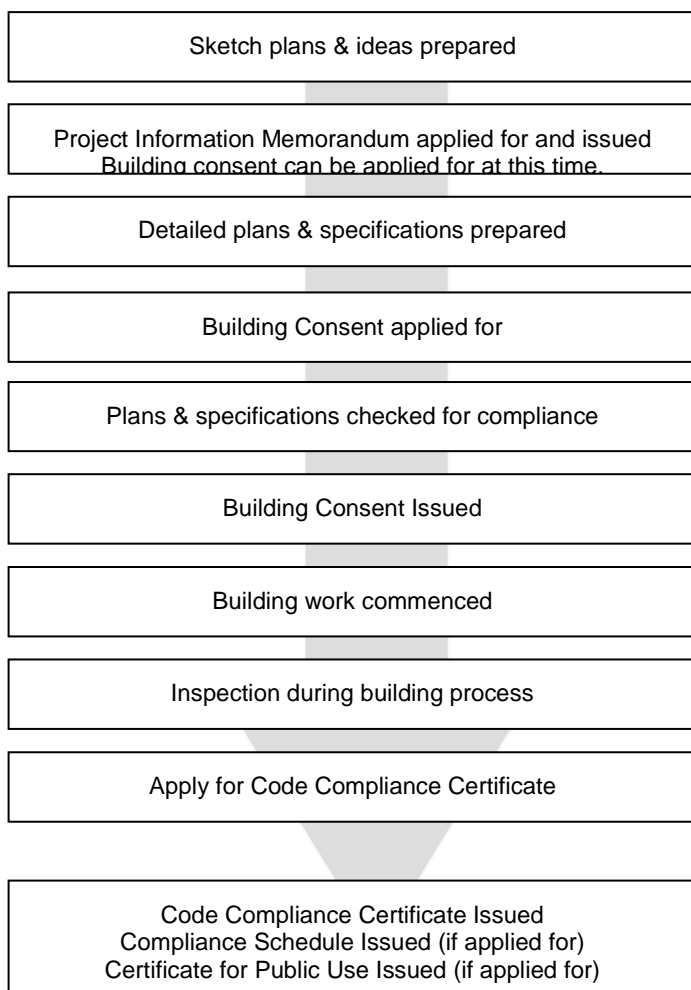 Sketch plans & ideas prepared
Project Information Memorandum applied for and issued
Building consent can be applied for at this time.
Detailed plans & specifications prepared
Building Consent applied for
Plans & specifications checked for compliance
Building Consent Issued
Building work commenced
Inspection during building process
Apply for Code Compliance Certificate
Code Compliance Certificate Issued
Compliance Schedule Issued (if applied for)
Certificate for Public Use Issued (if applied for)